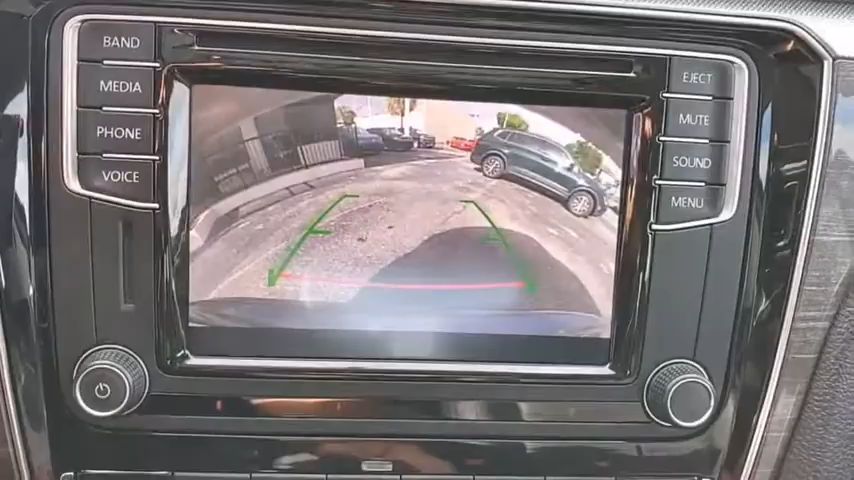 BAND
MEDIA
PHONE
VOICE
EJECT
MUTE
SOUND
MENU